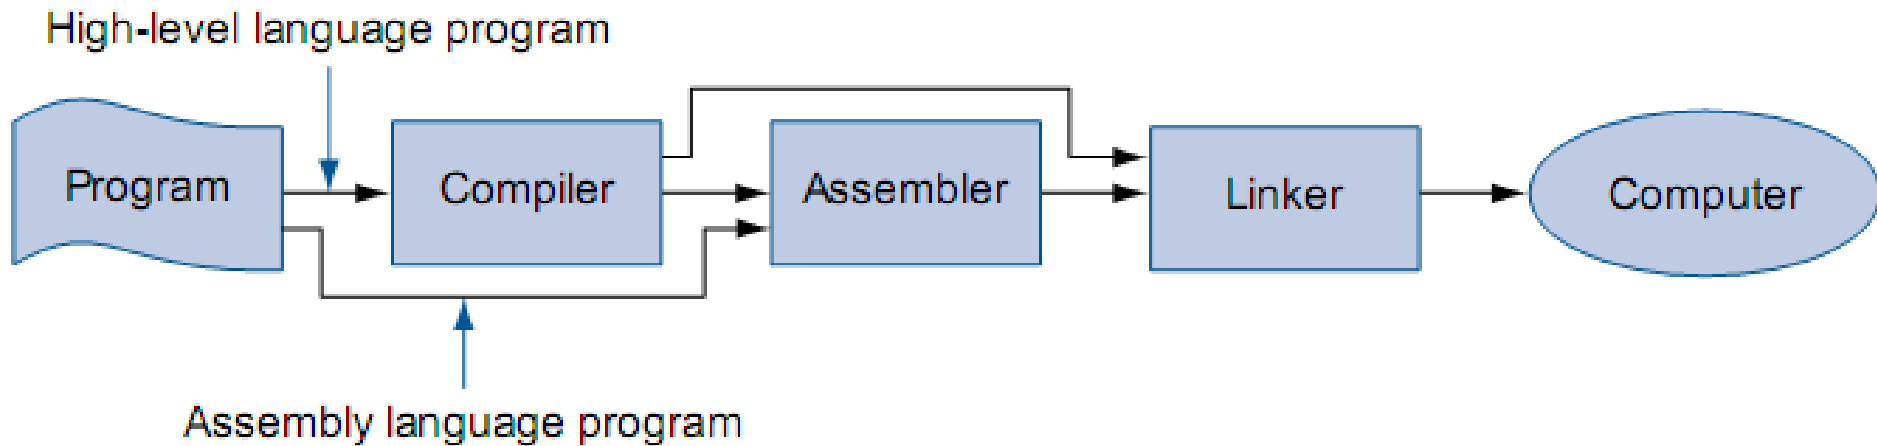 High-level language program
Program
Compiler
Assembler
Linker
Computer
Assembly language program